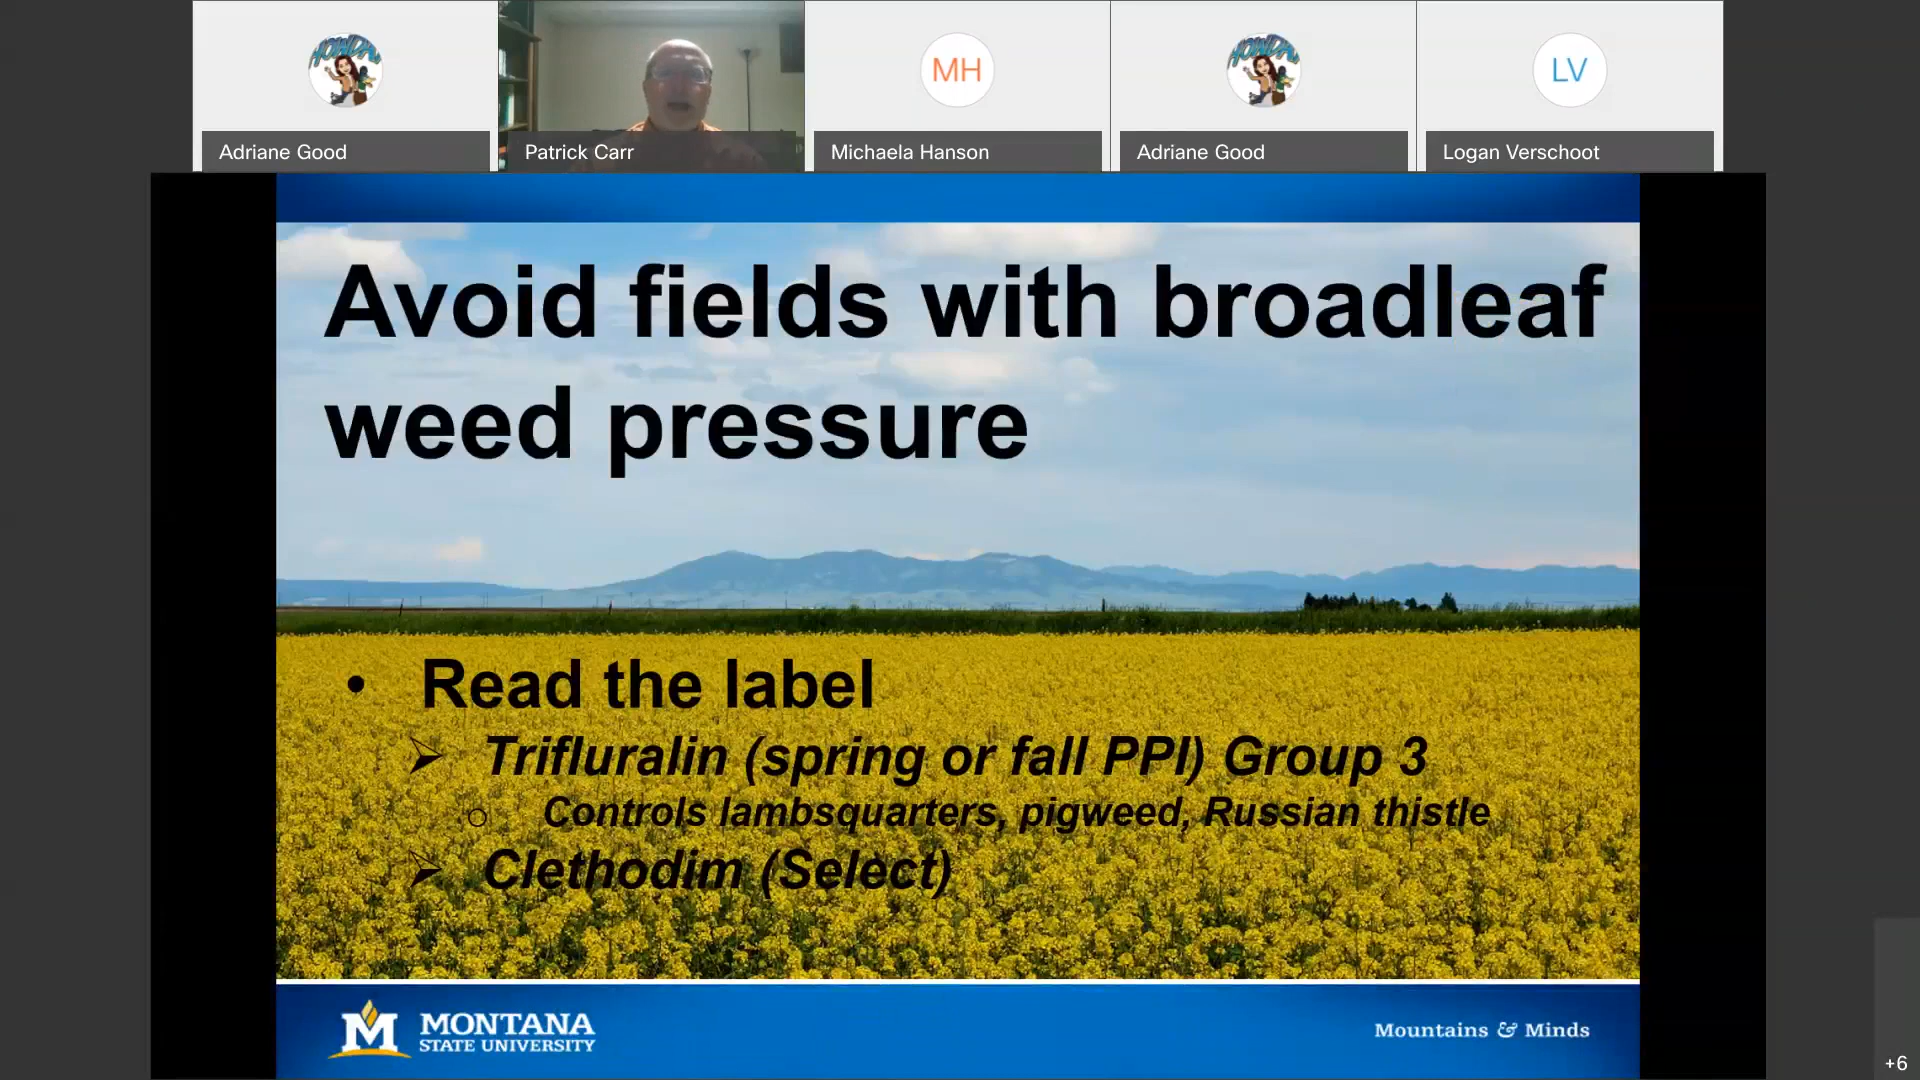 HOWDY
HOWDY
MH
LV
Adriane Good
Patrick Carr
Michaela Hanson
Adriane Good
Logan Verschoot
Avoid fields with broadleaf
weed pressure
• Read the label
➢ Trifluralin (spring or fall PPI) Group 3
o Controls lambsquarters, pigweed, Russian thistle
➢ Clethodim (Select)
M MONTANA
STATE UNIVERSITY
Mountains & Minds
+6